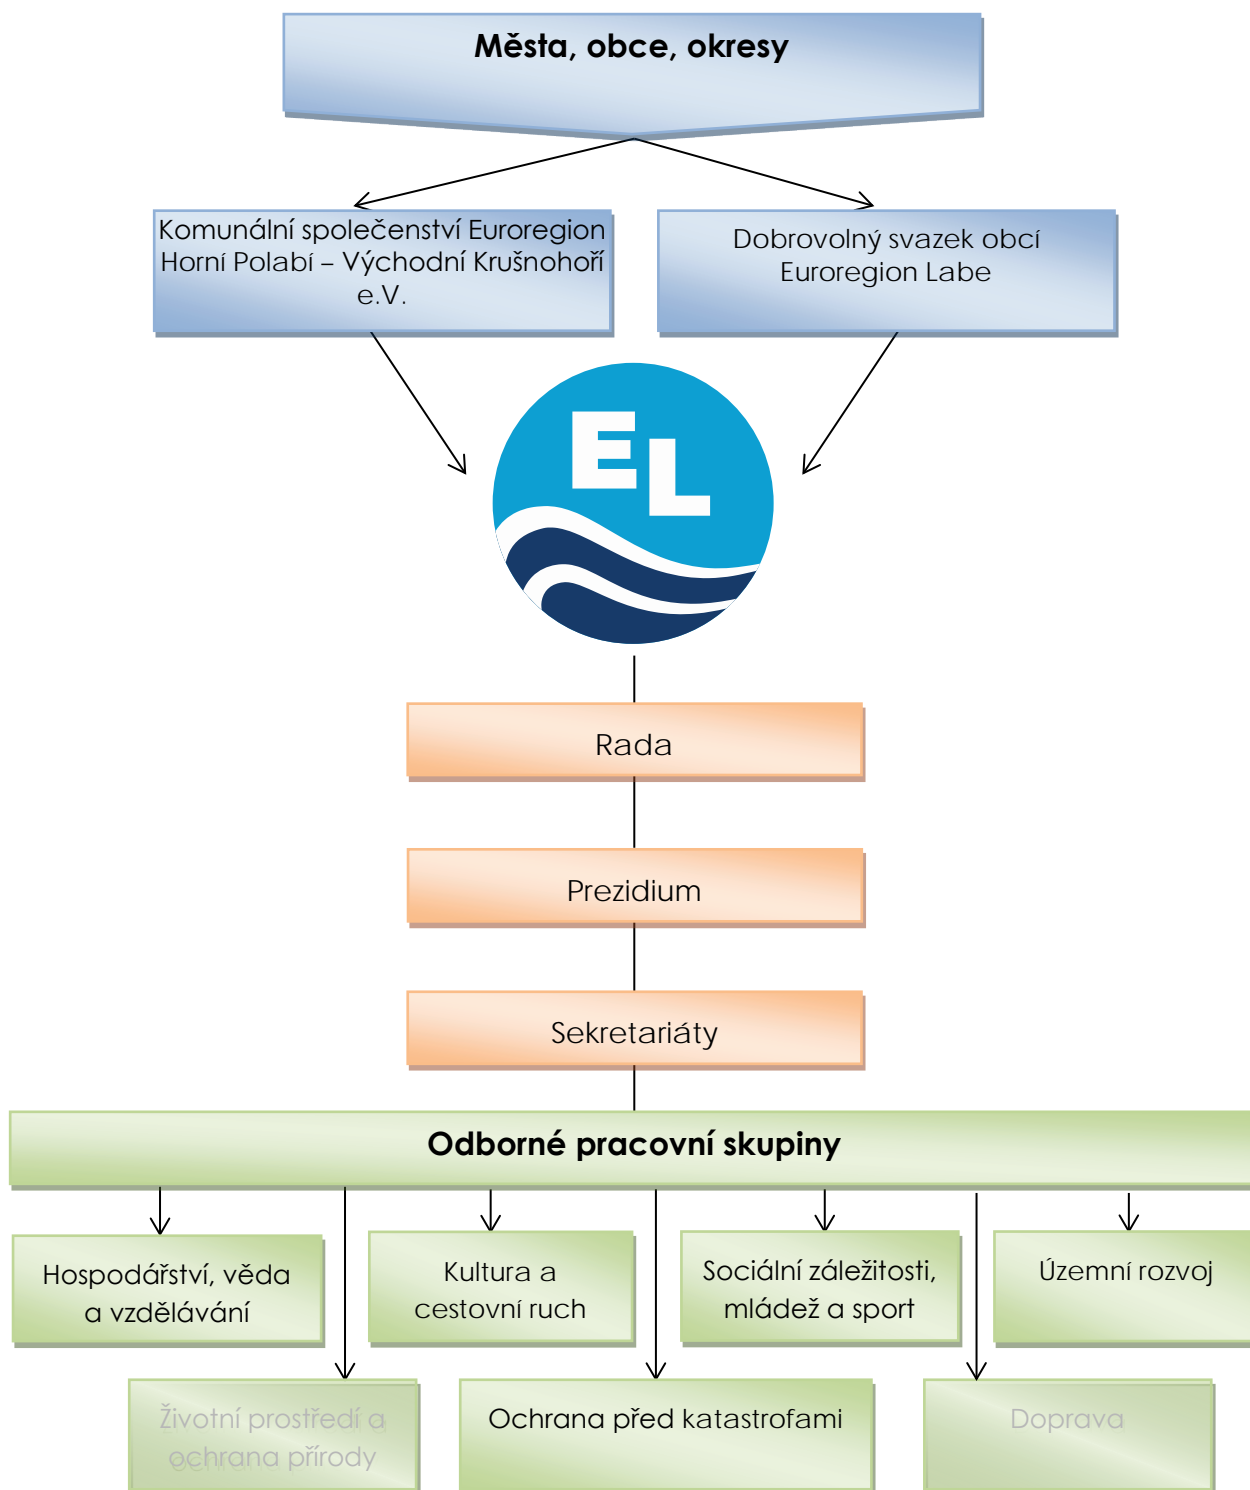 Města, obce, okresy
Komunální společenství Euroregion
Horní Polabí – Východní Krušnohoří
e.V.
Dobrovolný svazek obcí
Euroregion Labe
EL
Rada
Prezidium
Sekretariáty
Odborné pracovní skupiny
Hospodářství, věda
a vzdělávání
Kultura a
cestovní ruch
Sociální záležitosti,
mládež a sport
Územní rozvoj
Životní prostředí a
ochrana přírody
Ochrana před katastrofami
Doprava